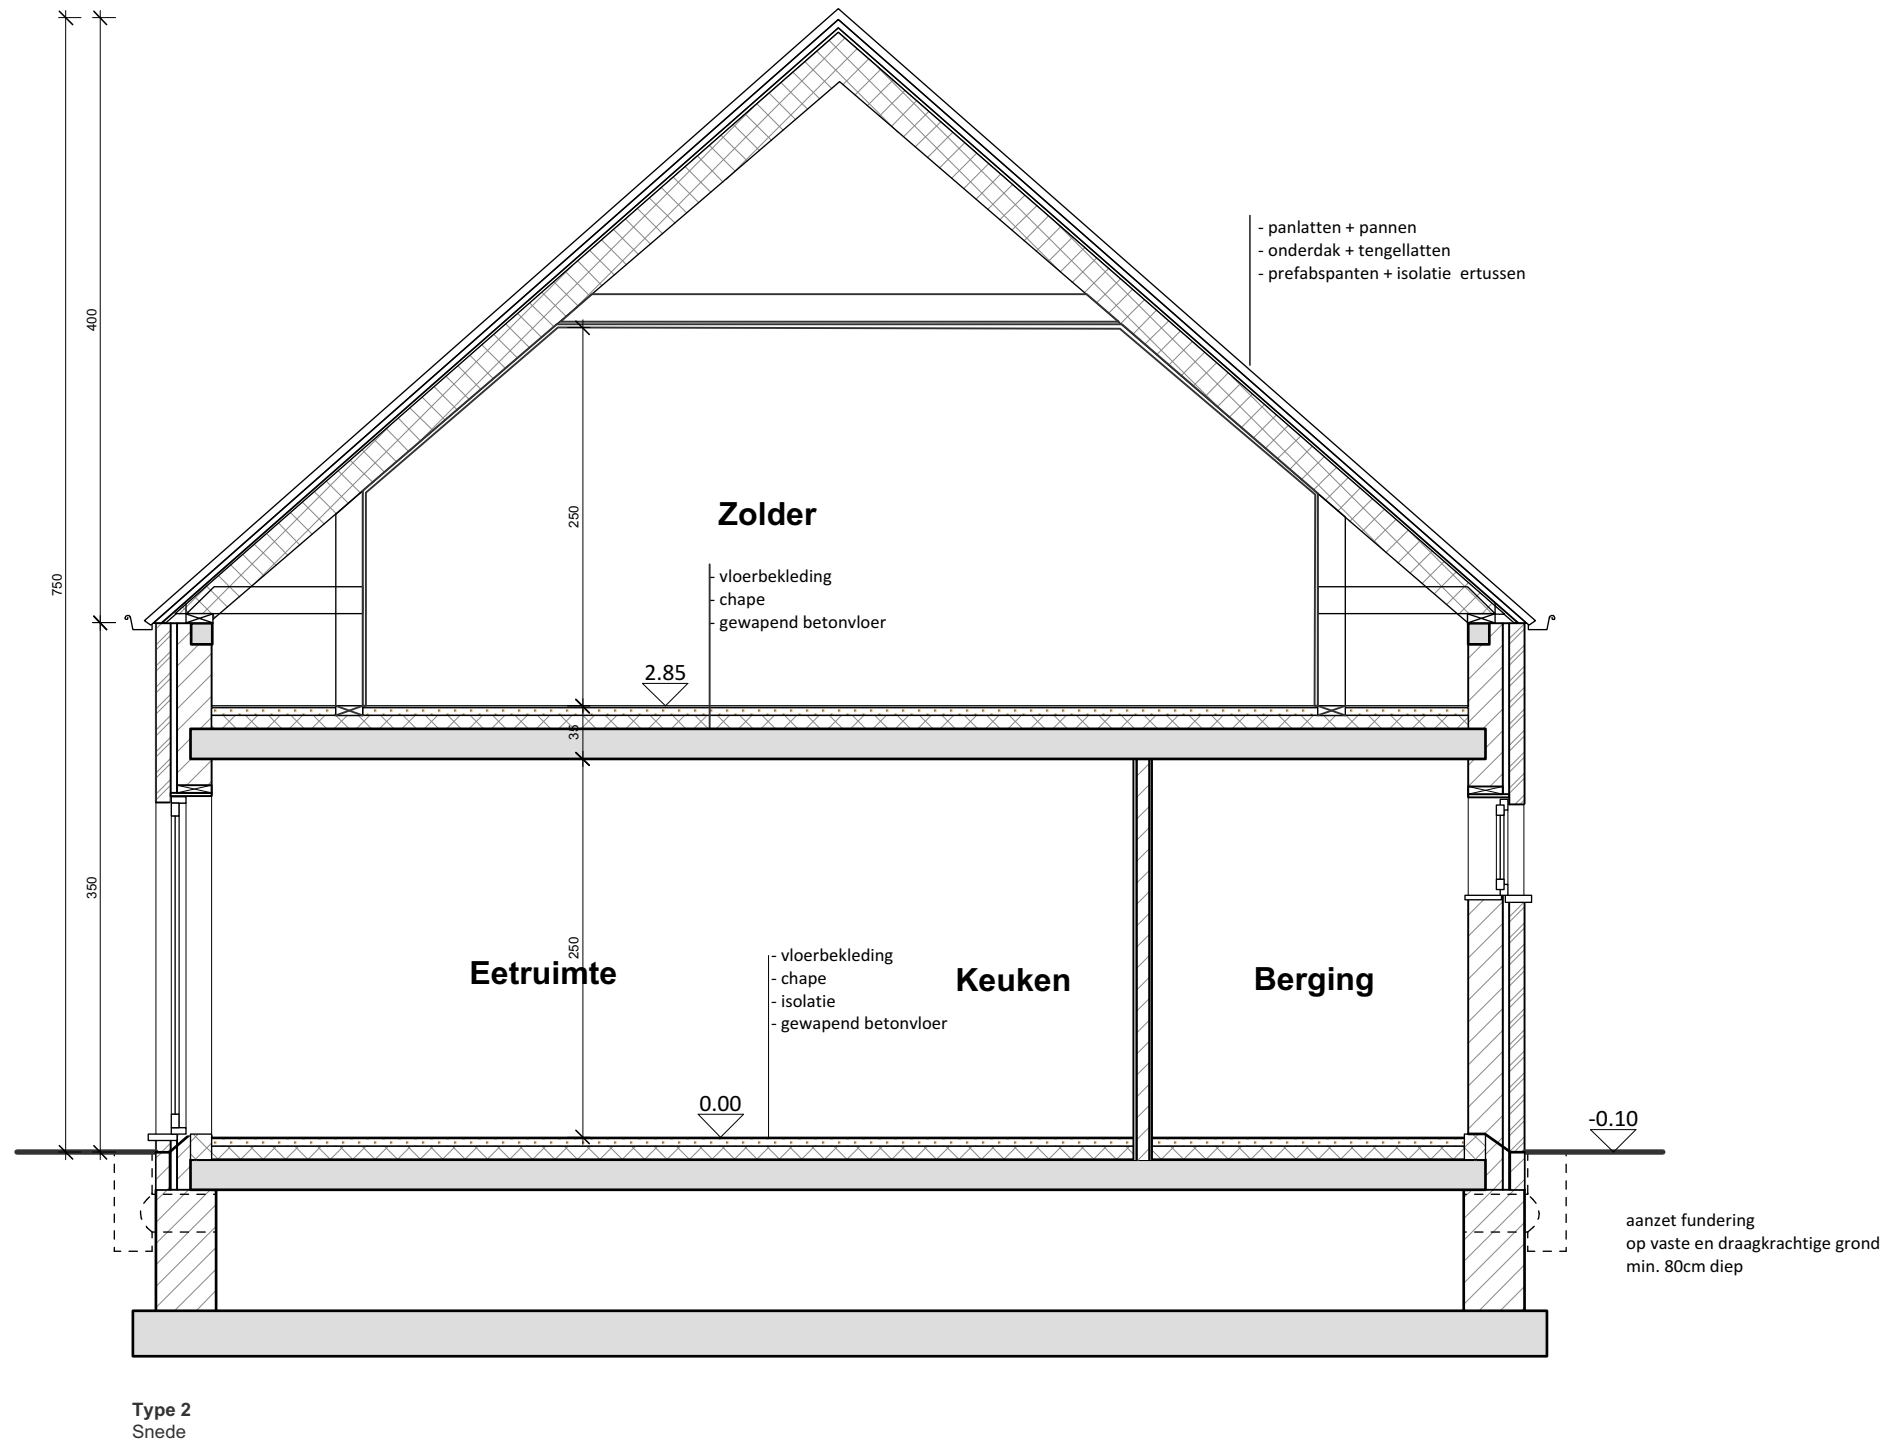 - panlatten + pannen
- onderdak + tengellatten
- prefabspanten + isolatie ertussen
400
750
350
250
Zolder
- vloerbekleding
- chape
- gewapend betonvloer
2.85
35
250
Eetruimte
Keuken
Berging
- vloerbekleding
- chape
- isolatie
- gewapend betonvloer
0.00
-0.10
aanzet fundering
op vaste en draagkrachtige grond
min. 80cm diep
Type 2
Snede